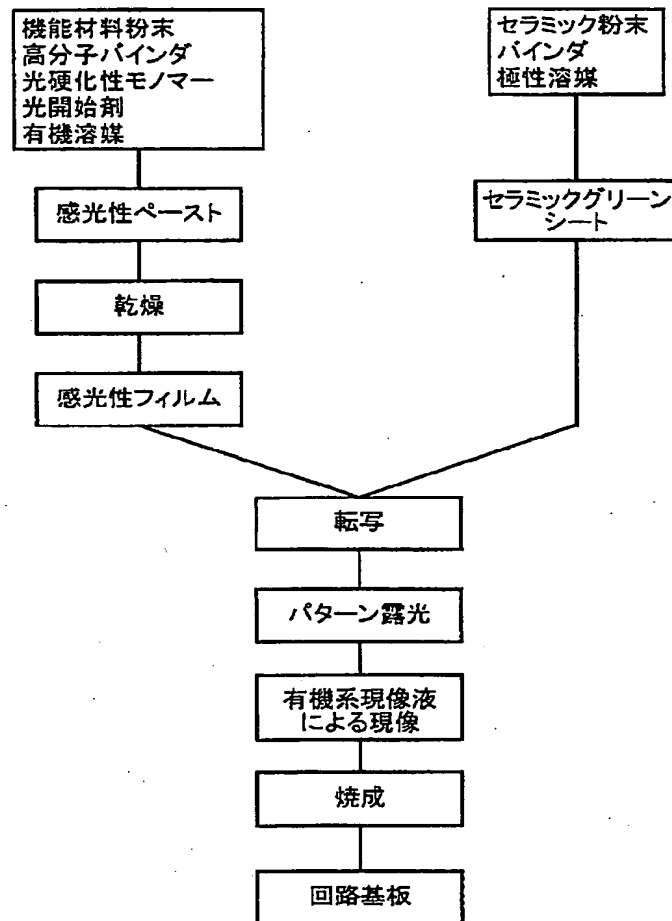 機能材料粉末
高分子バインダ
光硬化性モノマー
光開始剤
有機溶媒
感光性ペースト
乾燥
感光性フィルム
セラミック粉末
バインダ
極性溶媒
セラミックグリーン
シート
転写
パターン露光
有機系現像液
による現像
焼成
回路基板